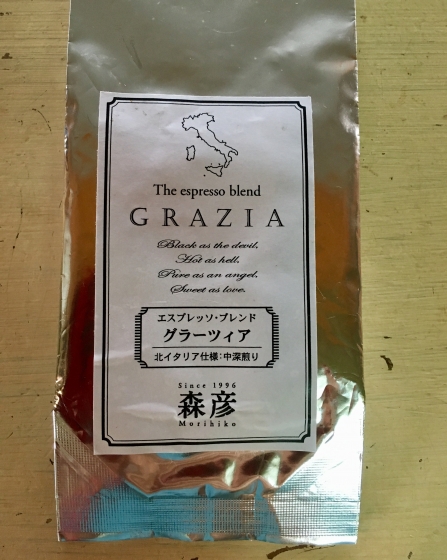 The espresso blend
GRAZIA
Black as the devil,
Hot as hell,
Pure as an angel,
Sweet as love.
エスプレッソ・ブレンド
グラーツィア
北イタリア仕様：中深煎り
Since 1996
森彦
Morihiko